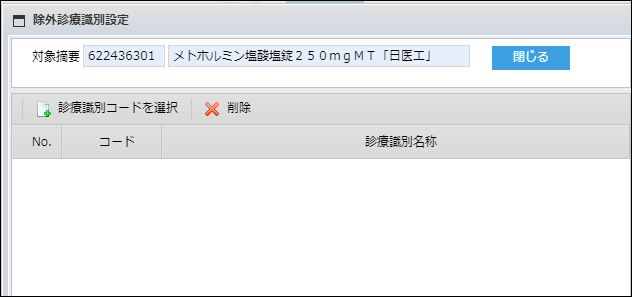 除外診療識別設定
対象摘要 622436301 メトホルミン塩酸塩錠２５０ｍｇＭＴ「日医工」 閉じる
診療識別コードを選択 削除
No. コード 診療識別名称